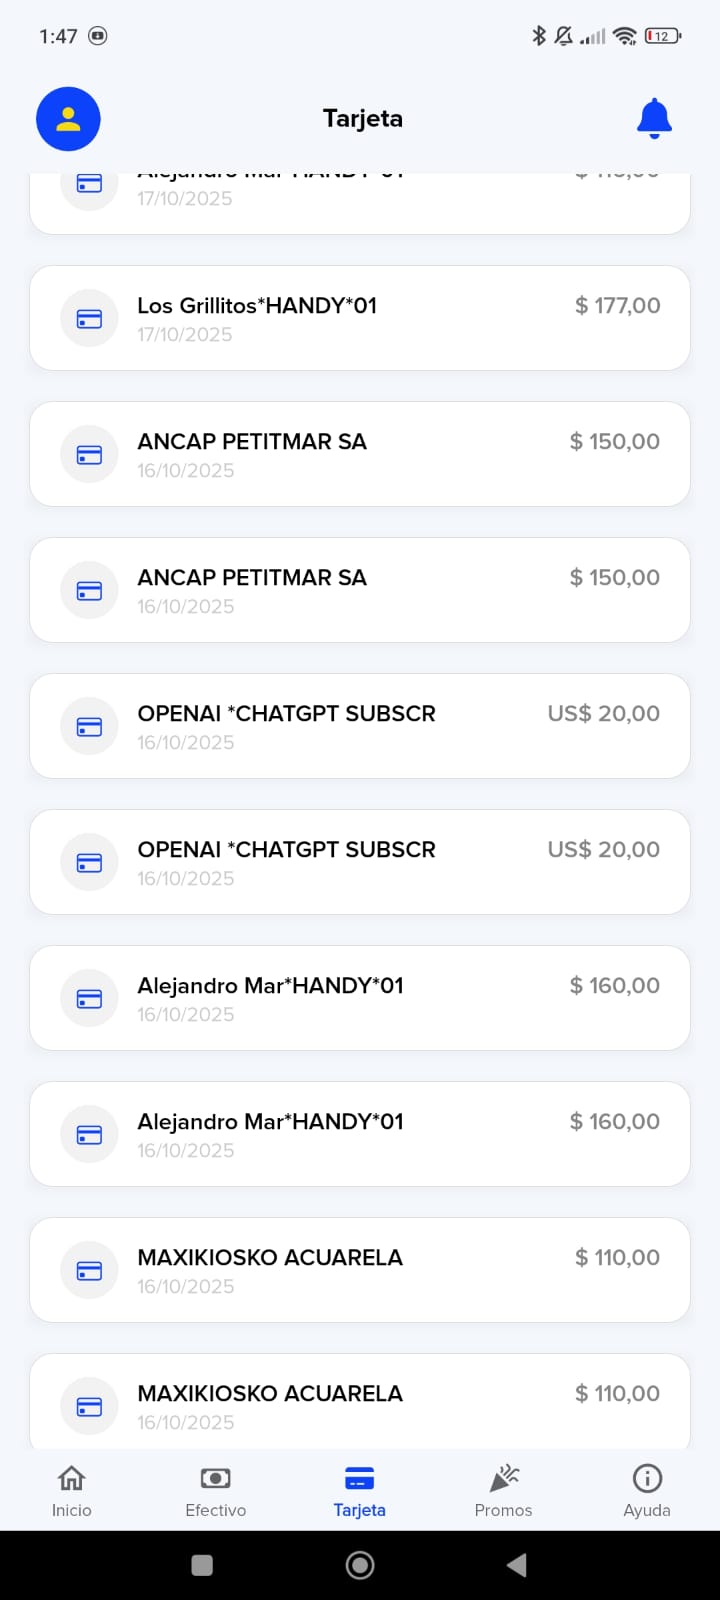 1:47
12
Tarjeta
17/10/2025
Los Grillitos*HANDY*01
$ 177,00
17/10/2025
ANCAP PETITMAR SA
$ 150,00
16/10/2025
ANCAP PETITMAR SA
$ 150,00
16/10/2025
OPENAI *CHATGPT SUBSCR
US$ 20,00
16/10/2025
OPENAI *CHATGPT SUBSCR
US$ 20,00
16/10/2025
Alejandro Mar*HANDY*01
$ 160,00
16/10/2025
Alejandro Mar*HANDY*01
$ 160,00
16/10/2025
MAXIKIOSKO ACUARELA
$ 110,00
16/10/2025
MAXIKIOSKO ACUARELA
$ 110,00
16/10/2025
Inicio
Efectivo
Tarjeta
Promos
Ayuda